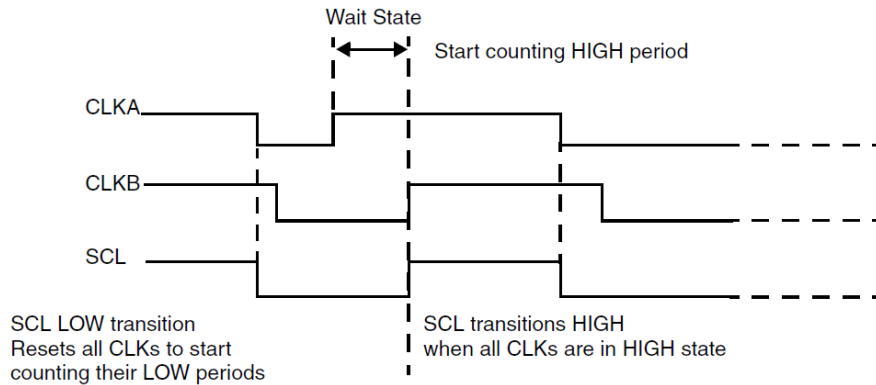 Wait State
Start counting HIGH period
CLKA
CLKB
SCL
SCL LOW transition
Resets all CLKs to start
counting their LOW periods
SCL transitions HIGH
when all CLKs are in HIGH state